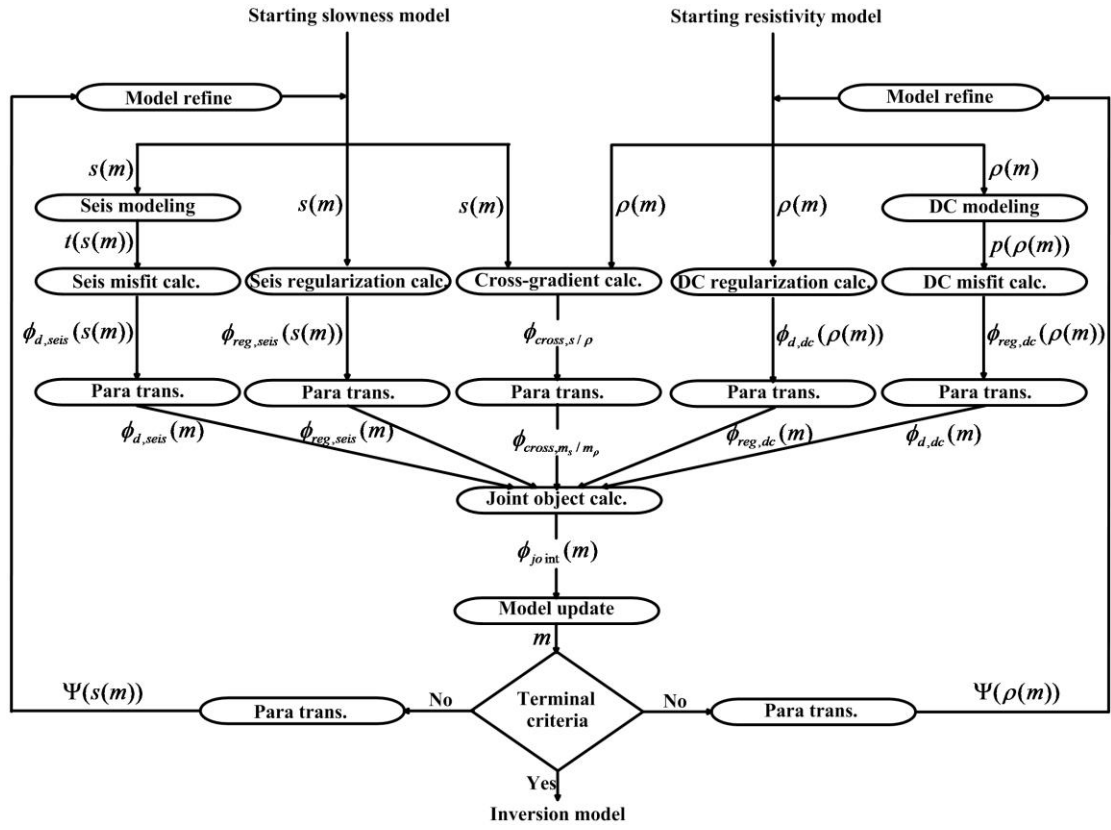 Starting slowness model
Starting resistivity model
Model refine
Model refine
s(m)
ρ(m)
Seis modeling
s(m)
s(m)
ρ(m)
ρ(m)
DC modeling
t(s(m))
p(ρ(m))
Seis misfit calc.
Seis regularization calc.
Cross-gradient calc.
DC regularization calc.
DC misfit calc.
ϕd,seis(s(m))
ϕreg,seis(s(m))
ϕcross,s/ρ
ϕd,dc(ρ(m))
ϕreg,dc(ρ(m))
Para trans.
Para trans.
Para trans.
Para trans.
Para trans.
ϕd,seis(m)
ϕreg,seis(m)
ϕcross,ms/mρ
ϕreg,dc(m)
ϕd,dc(m)
Joint object calc.
ϕjoint(m)
Model update
m
Ψ(s(m))
Para trans.
No
Terminal
criteria
No
Para trans.
Ψ(ρ(m))
Yes
Inversion model